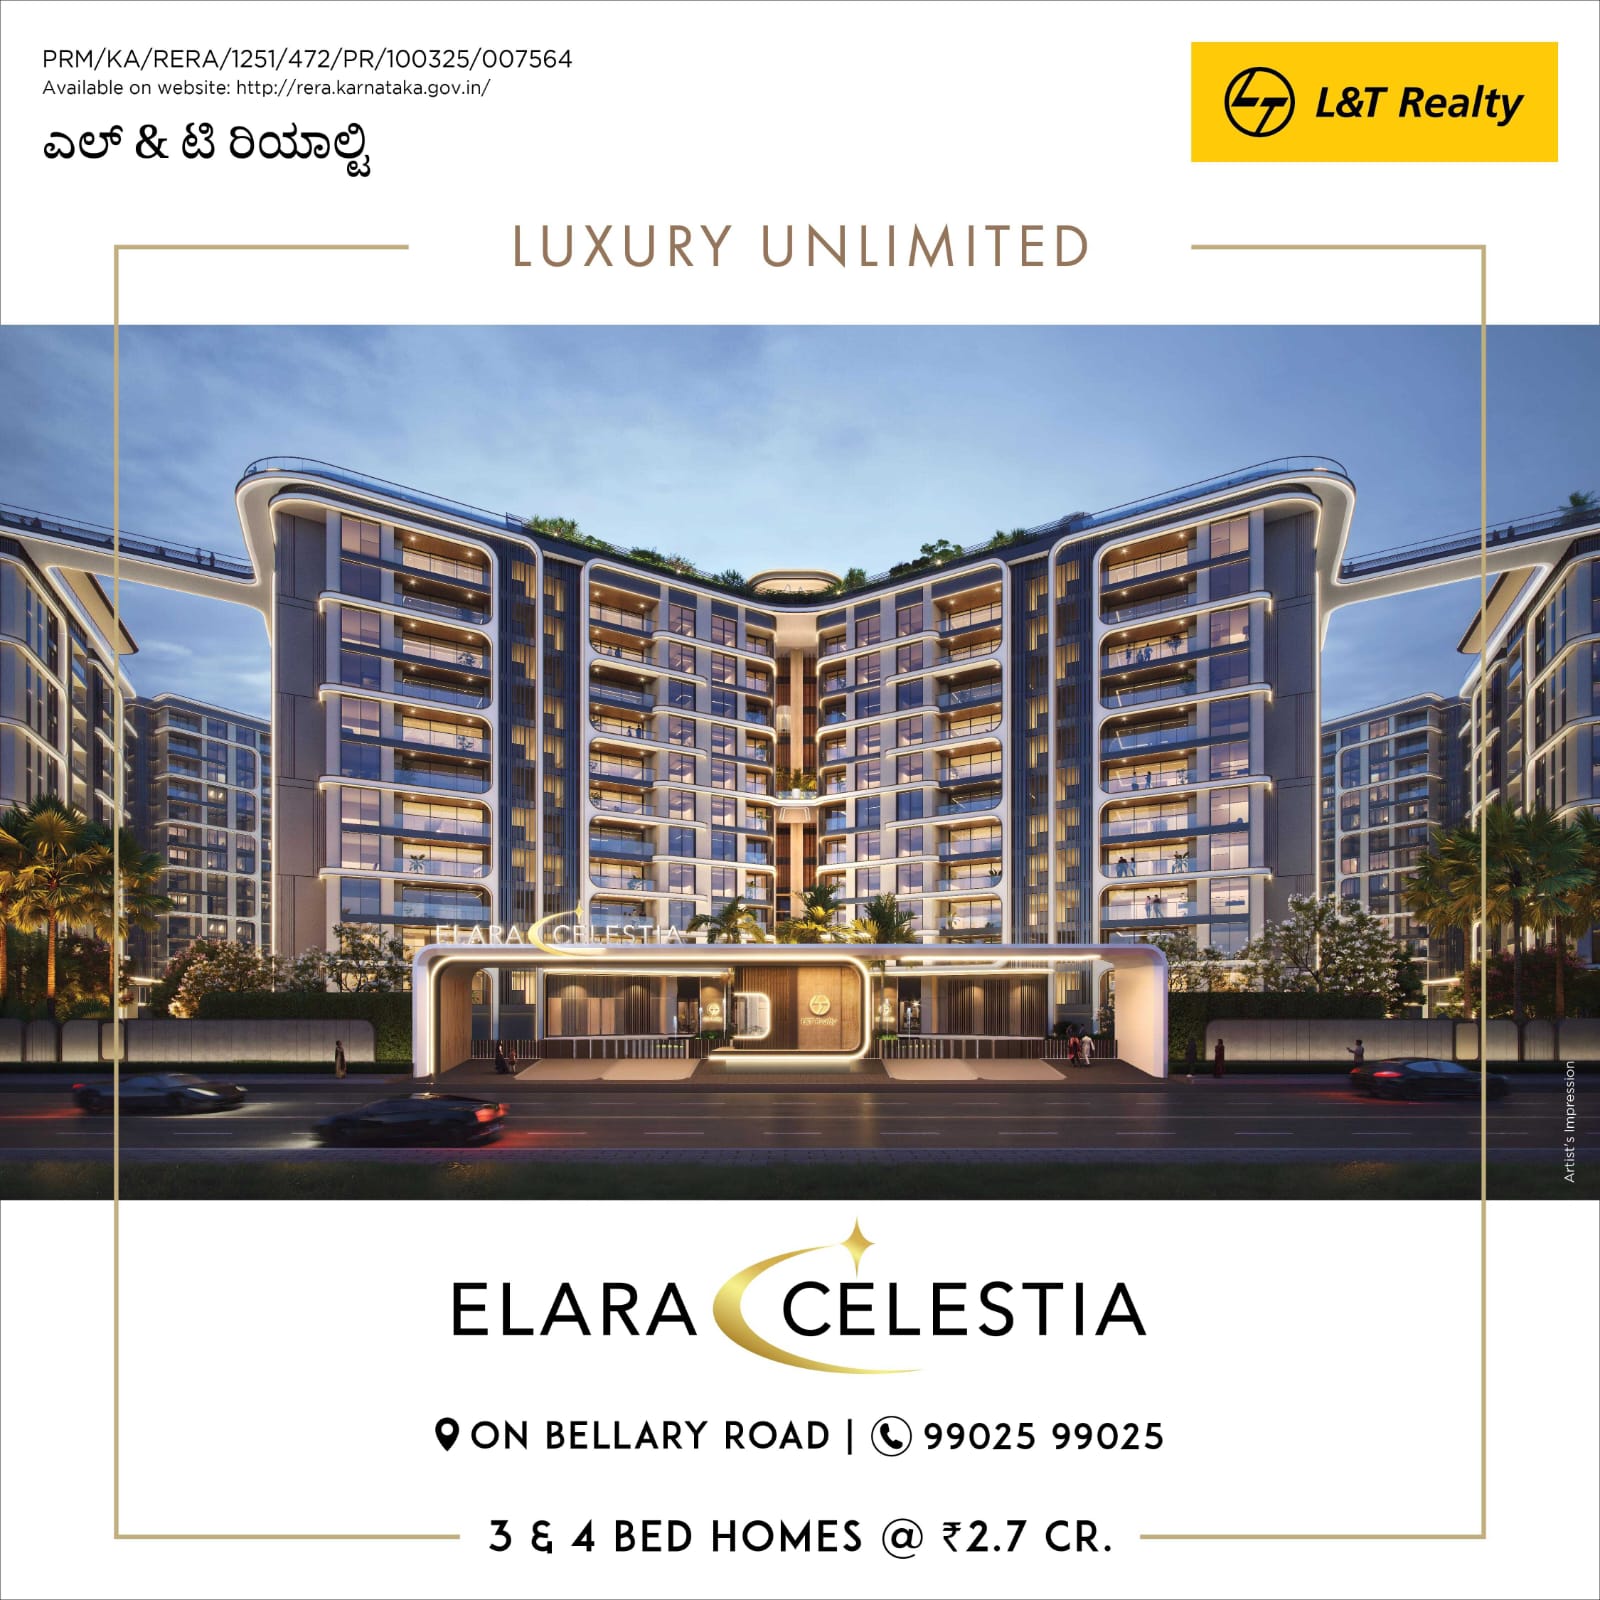 PRM/KA/RERA/1251/472/PR/100325/007564
Available on website: http://rera.karnataka.gov.in/
ಎಲ್ & ಟಿ ರಿಯಾಲ್ಟಿ
L&T Realty
LUXURY UNLIMITED
ELARA CELESTIA
L&T Realty
Artist's Impression
ELARA CELESTIA
ON BELLARY ROAD | 99025 99025
3 & 4 BED HOMES @ ₹2.7 CR.